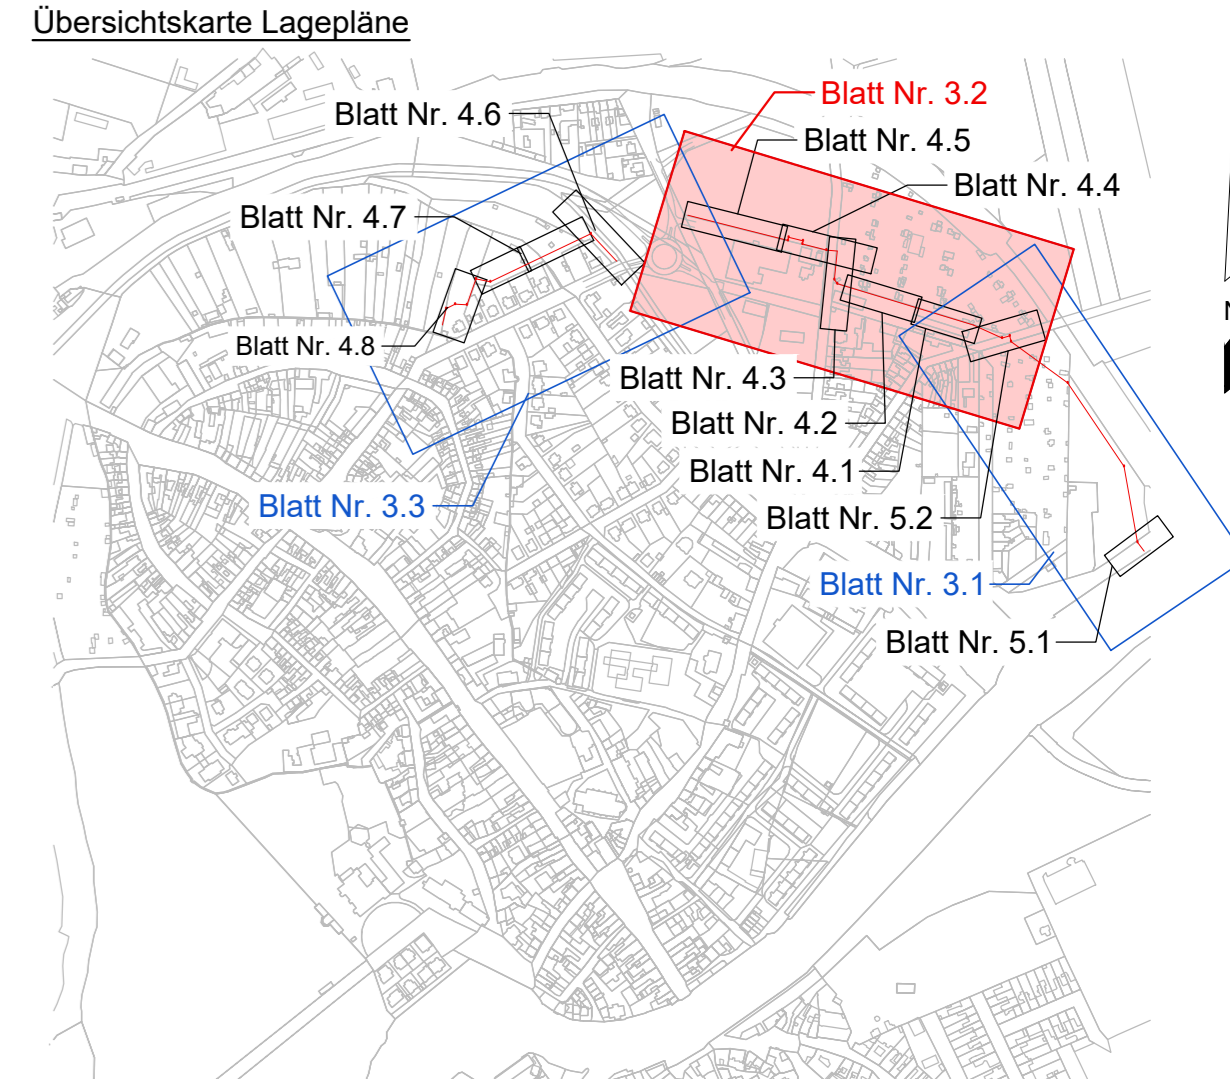 Übersichtskarte Lagepläne
Blatt Nr. 3.2
Blatt Nr. 4.6
Blatt Nr. 4.5
Blatt Nr. 4.4
Blatt Nr. 4.7
Blatt Nr. 4.8
Blatt Nr. 4.3
Blatt Nr. 4.2
Blatt Nr. 4.1
Blatt Nr. 3.3
Blatt Nr. 5.2
Blatt Nr. 3.1
Blatt Nr. 5.1